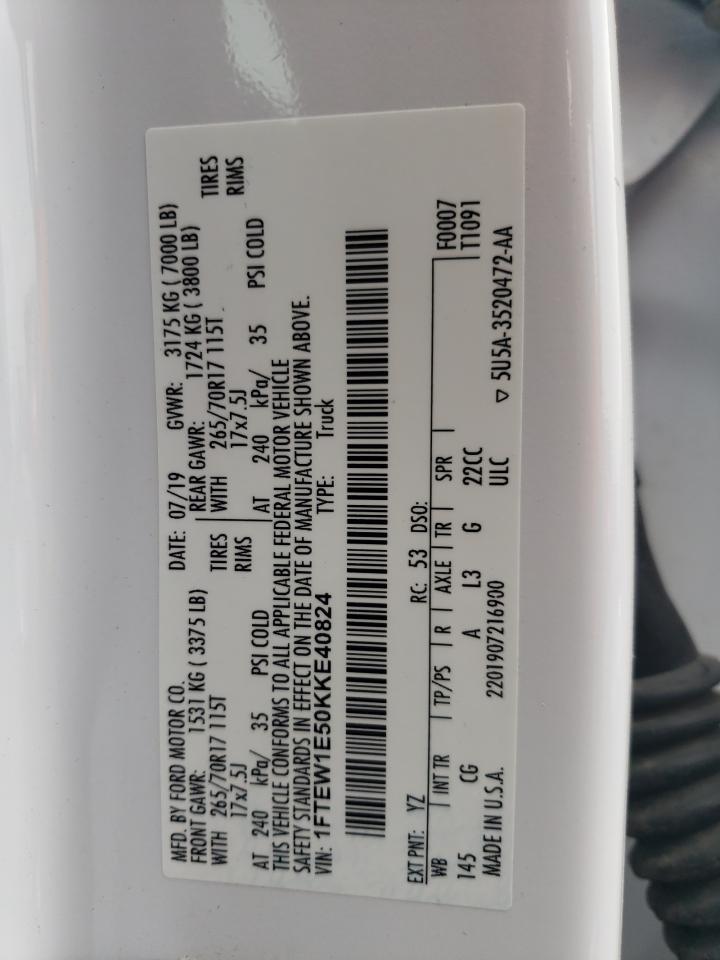 MFD. BY FORD MOTOR CO. DATE: 07/19 GVWR: 3175 KG ( 7000 LB)
FRONT GAWR: 1531 KG ( 3375 LB) REAR GAWR: 1724 KG ( 3800 LB)
WITH 265/70R17 115T TIRES WITH 265/70R17 115T TIRES
17x7.5J RIMS 17x7.5J RIMS
AT 240 kPa/ 35 PSI COLD AT 240 kPa/ 35 PSI COLD
THIS VEHICLE CONFORMS TO ALL APPLICABLE FEDERAL MOTOR VEHICLE
SAFETY STANDARDS IN EFFECT ON THE DATE OF MANUFACTURE SHOWN ABOVE.
VIN: 1FTEW1E50KKE40824 TYPE: Truck
EXT PNT: YZ RC: 53 DSO: F0007
WB INT TR TP/PS R AXLE TR SPR T1091
145 CG A L3 G 22CC
MADE IN U.S.A. 2201907216900 ULC ▽ 5U5A-3520472-AA